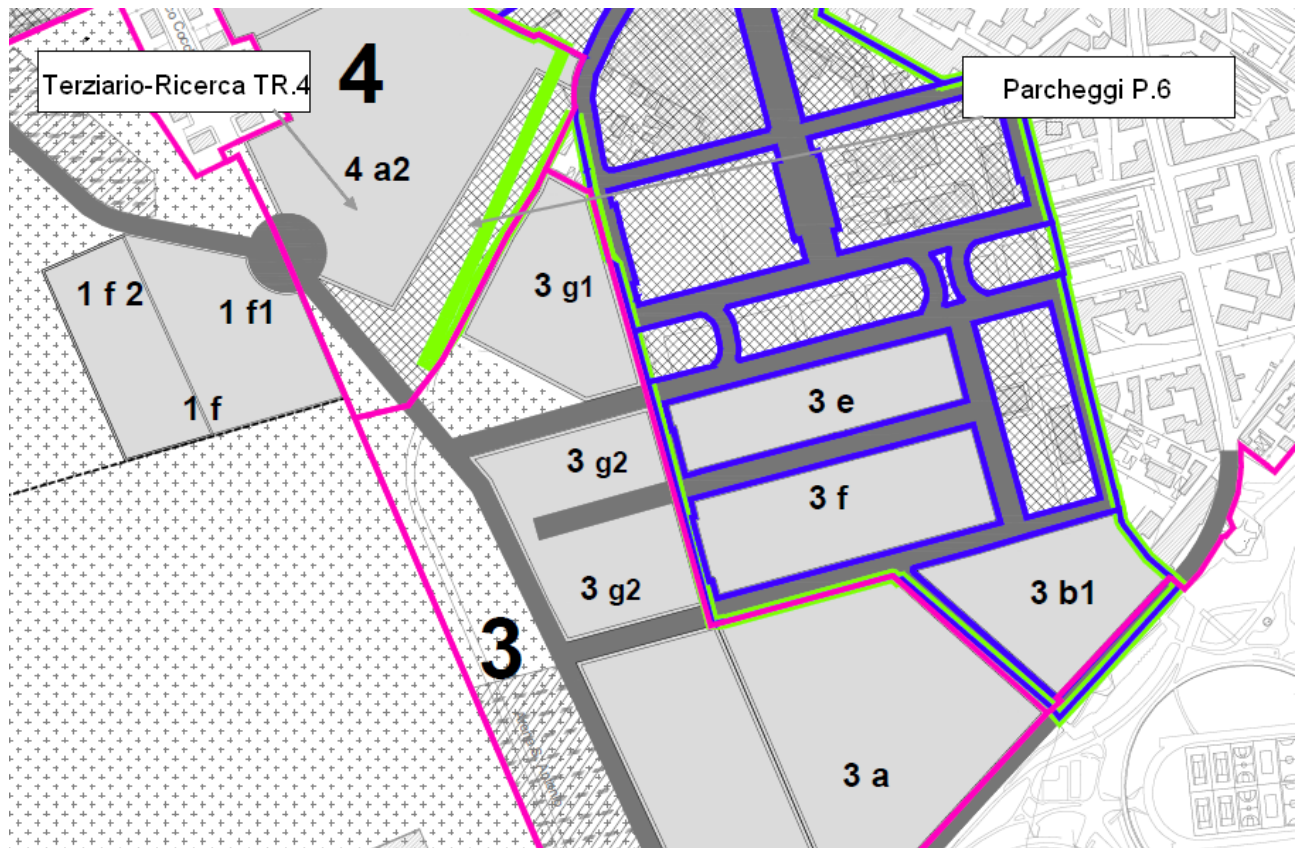 4
Terziario-Ricerca TR.4
Parcheggi P.6
4 a2
3 g1
1 f 2
1 f1
1 f
3 e
3 g2
3 f
3 g2
3 b1
3
3 a